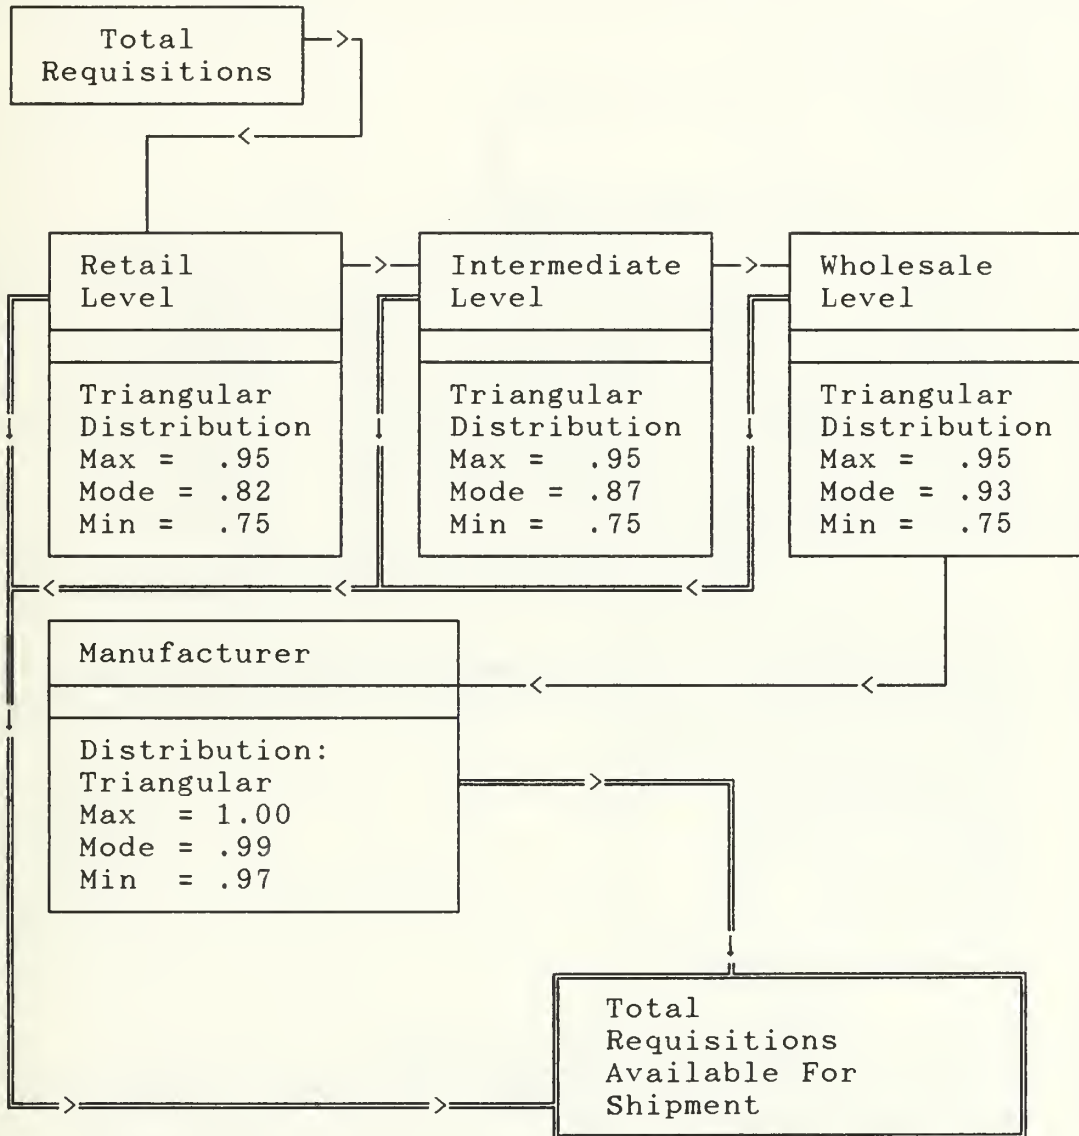 Total
Requisitions
Retail
Level
Triangular
Distribution
Max = .95
Mode = .82
Min = .75
Intermediate
Level
Triangular
Distribution
Max = .95
Mode = .87
Min = .75
Wholesale
Level
Triangular
Distribution
Max = .95
Mode = .93
Min = .75
Manufacturer
Distribution:
Triangular
Max = 1.00
Mode = .99
Min = .97
Total
Requisitions
Available For
Shipment